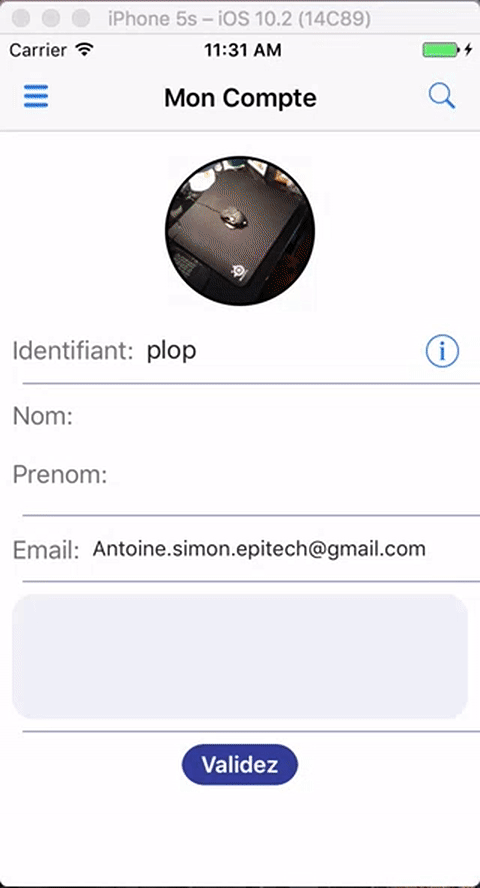 iPhone 5s – iOS 10.2 (14C89)
Carrier 11:31 AM
Mon Compte
Identifiant: plop
Nom:
Prenom:
Email: Antoine.simon.epitech@gmail.com
Validez